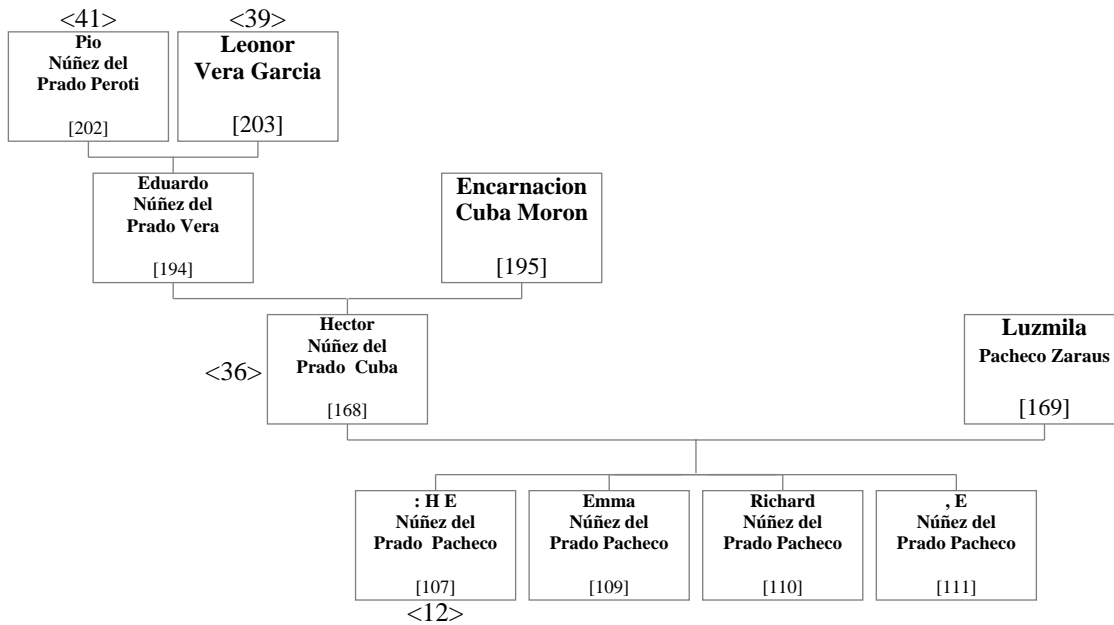 <41>
<39>
Pio
Núñez del
Prado Peroti
[202]
Leonor
Vera Garcia
[203]
Eduardo
Núñez del
Prado Vera
[194]
Encarnacion
Cuba Moron
[195]
<36>
Hector
Núñez del
Prado Cuba
[168]
Luzmila
Pacheco Zaraus
[169]
: H E
Núñez del
Prado Pacheco
[107]
<12>
Emma
Núñez del
Prado Pacheco
[109]
Richard
Núñez del
Prado Pacheco
[110]
, E
Núñez del
Prado Pacheco
[111]